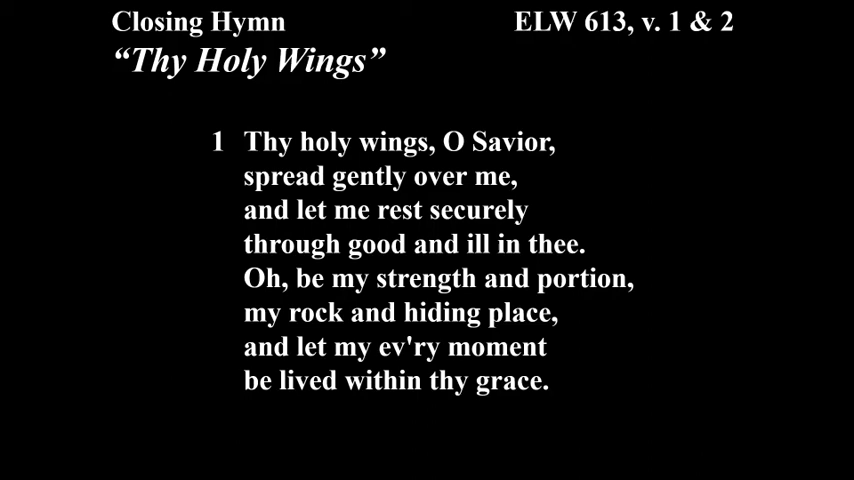 Closing Hymn ELW 613, v. 1 & 2
“Thy Holy Wings”
1 Thy holy wings, O Savior,
spread gently over me,
and let me rest securely
through good and ill in thee.
Oh, be my strength and portion,
my rock and hiding place,
and let my ev'ry moment
be lived within thy grace.